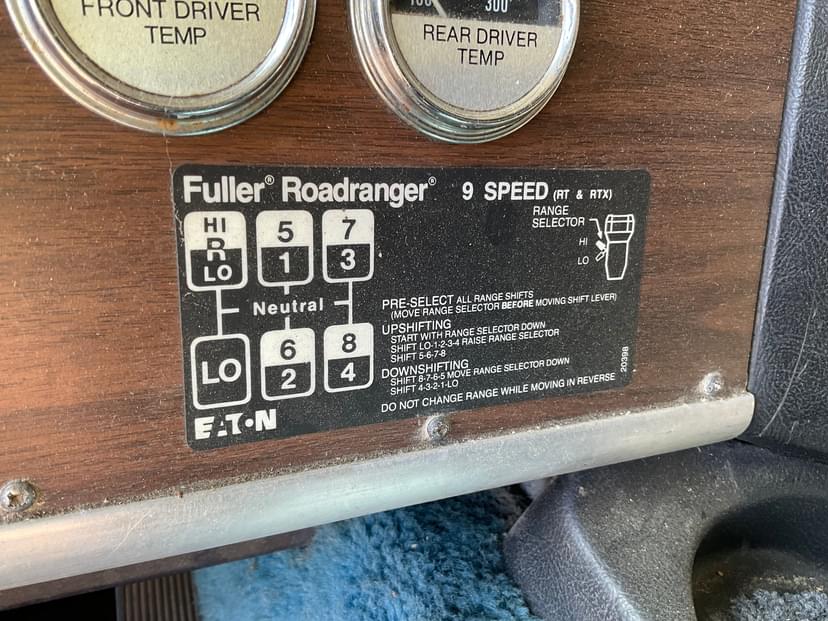 FRONT DRIVER
TEMP
300
REAR DRIVER
TEMP
Fuller® Roadranger® 9 SPEED (RT & RTX)
HI
R
LO
5
1
7
3
Neutral
LO
6
2
8
4
RANGE
SELECTOR
HI
LO
PRE-SELECT ALL RANGE SHIFTS
(MOVE RANGE SELECTOR BEFORE MOVING SHIFT LEVER)
UPSHIFTING
START WITH RANGE SELECTOR DOWN
SHIFT LO-1-2-3-4 RAISE RANGE SELECTOR
SHIFT 5-6-7-8
DOWNSHIFTING
SHIFT 8-7-6-5 MOVE RANGE SELECTOR DOWN
SHIFT 4-3-2-1-LO
DO NOT CHANGE RANGE WHILE MOVING IN REVERSE
20398
EATON